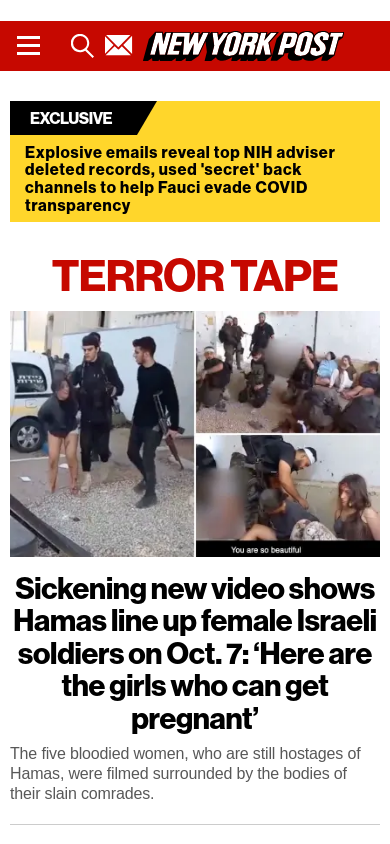 NEW YORK POST
EXCLUSIVE
Explosive emails reveal top NIH adviser
deleted records, used 'secret' back
channels to help Fauci evade COVID
transparency
TERROR TAPE
You are so beautiful
Sickening new video shows
Hamas line up female Israeli
soldiers on Oct. 7: ‘Here are
the girls who can get
pregnant’
The five bloodied women, who are still hostages of
Hamas, were filmed surrounded by the bodies of
their slain comrades.